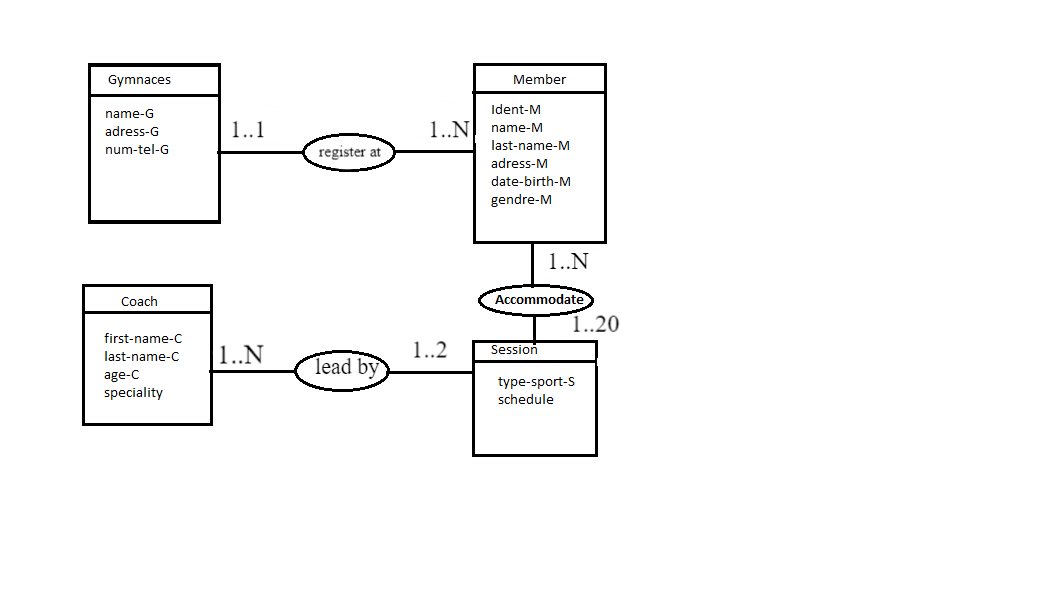 Gymnaces
name-G
adress-G
num-tel-G
1..1
register at
1..N
Member
Ident-M
name-M
last-name-M
adress-M
date-birth-M
gendre-M
1..N
Accommodate
1..20
Coach
first-name-C
last-name-C
age-C
speciality
1..N
lead by
1..2
Session
type-sport-S
schedule